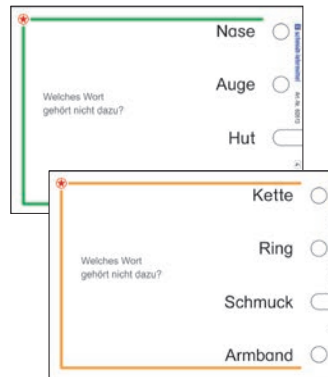 Nase
Auge
Welches Wort
gehört nicht dazu?
Hut
Kette
Ring
Welches Wort
gehört nicht dazu?
Schmuck
Armband